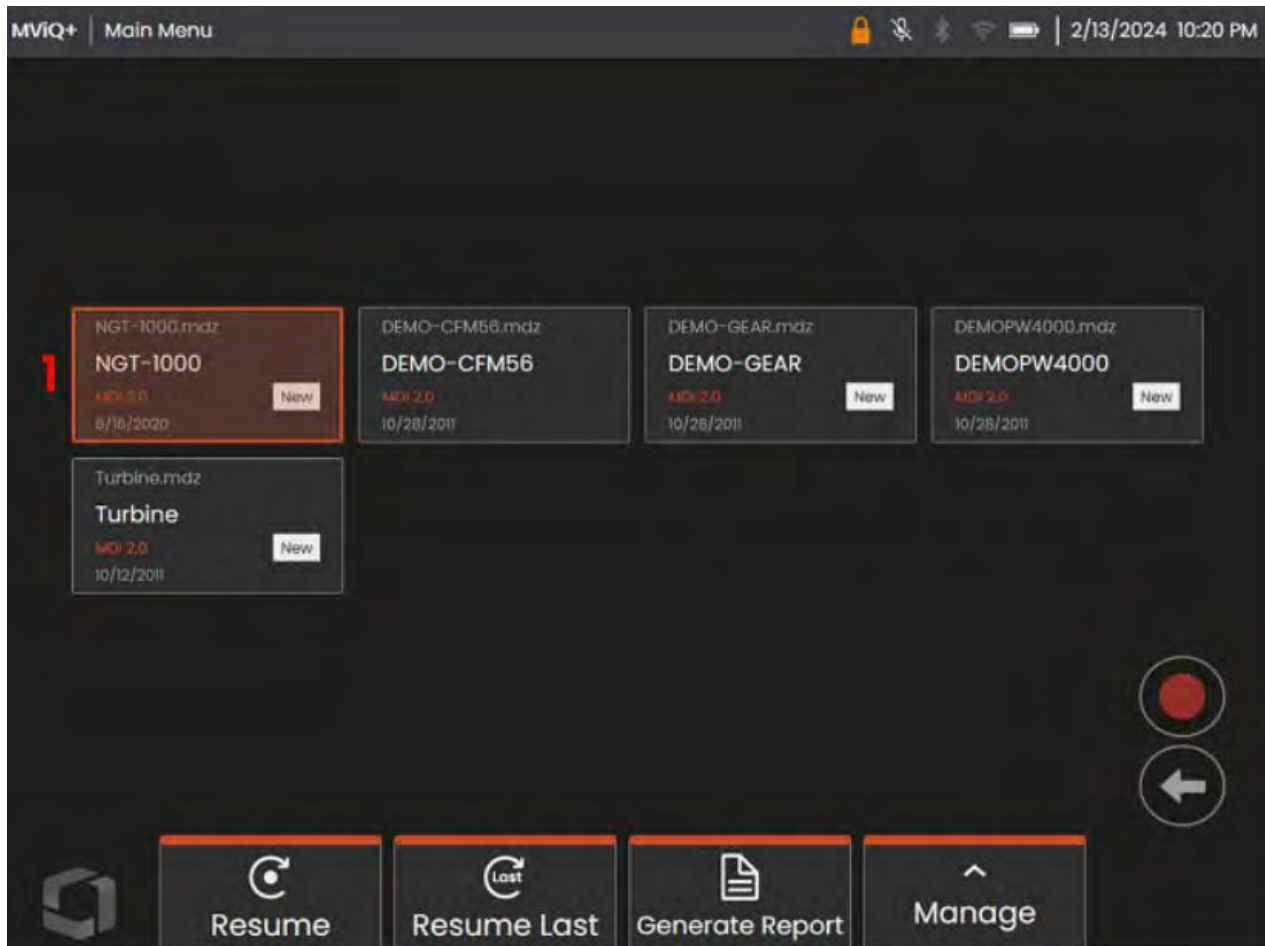 MViQ+ | Main Menu
2/13/2024 10:20 PM
NGT-1000.mdz
NGT-1000
MDI 2.0
New
6/16/2020
DEMO-CFM56.mdz
DEMO-CFM56
MDI 2.0
10/28/2011
DEMO-GEAR.mdz
DEMO-GEAR
MDI 2.0
New
10/28/2011
DEMOPW4000.mdz
DEMOPW4000
MDI 2.0
New
10/28/2011
1
Turbine.mdz
Turbine
MDI 2.0
New
10/12/2011
Last
Resume
Resume Last
Generate Report
Manage